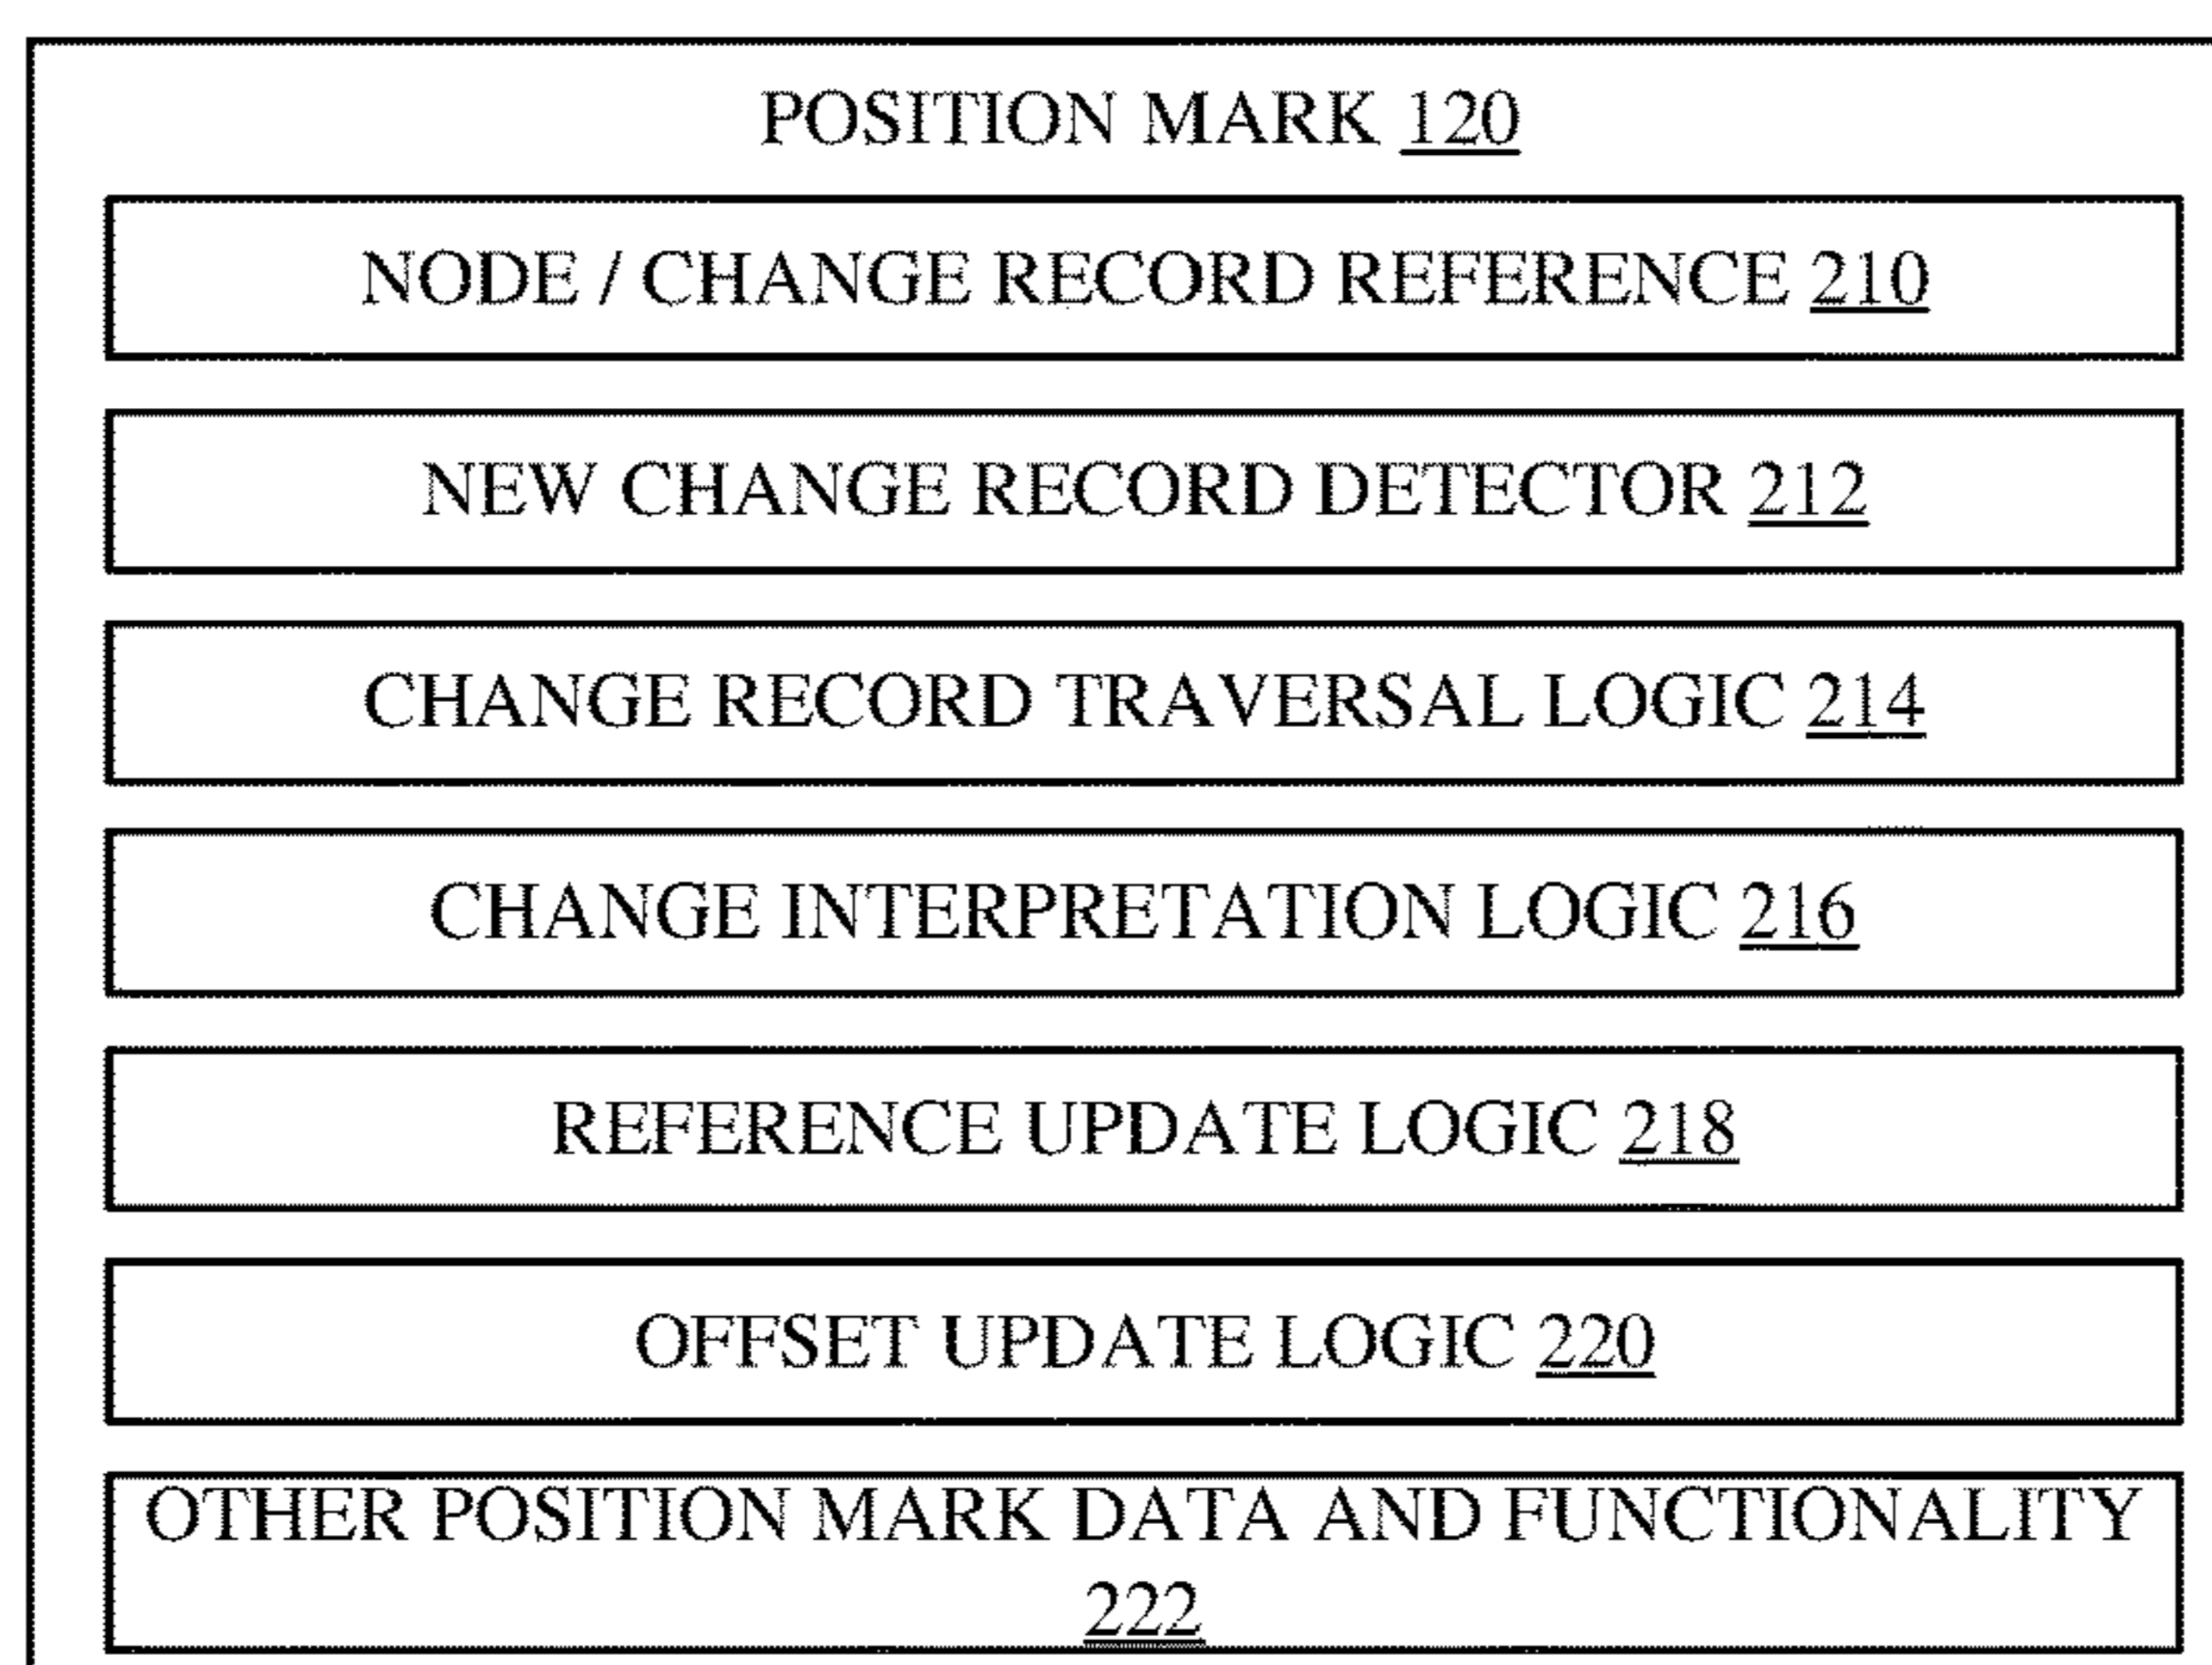 POSITION MARK 120
NODE / CHANGE RECORD REFERENCE 210
NEW CHANGE RECORD DETECTOR 212
CHANGE RECORD TRAVERSAL LOGIC 214
CHANGE INTERPRETATION LOGIC 216
REFERENCE UPDATE LOGIC 218
OFFSET UPDATE LOGIC 220
OTHER POSITION MARK DATA AND FUNCTIONALITY
222